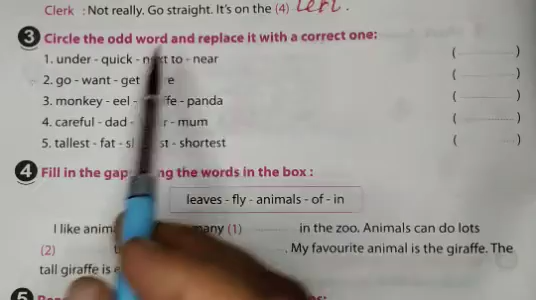 Clerk : Not really. Go straight. It's on the (4) Left .
3 Circle the odd word and replace it with a correct one:
1. under - quick - next to - near ( )
2. go - want - get re ( )
3. monkey - eel - fe - panda ( )
4. careful - dad - r - mum ( )
5. tallest - fat - s st - shortest ( )
4 Fill in the gap ng the words in the box :
leaves - fly - animals - of - in
I like anim many (1) in the zoo. Animals can do lots
(2) . My favourite animal is the giraffe. The
tall giraffe is
5